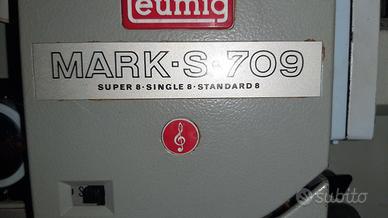 eumig
MARK·S·709
SUPER 8·SINGLE 8·STANDARD 8
S
subito